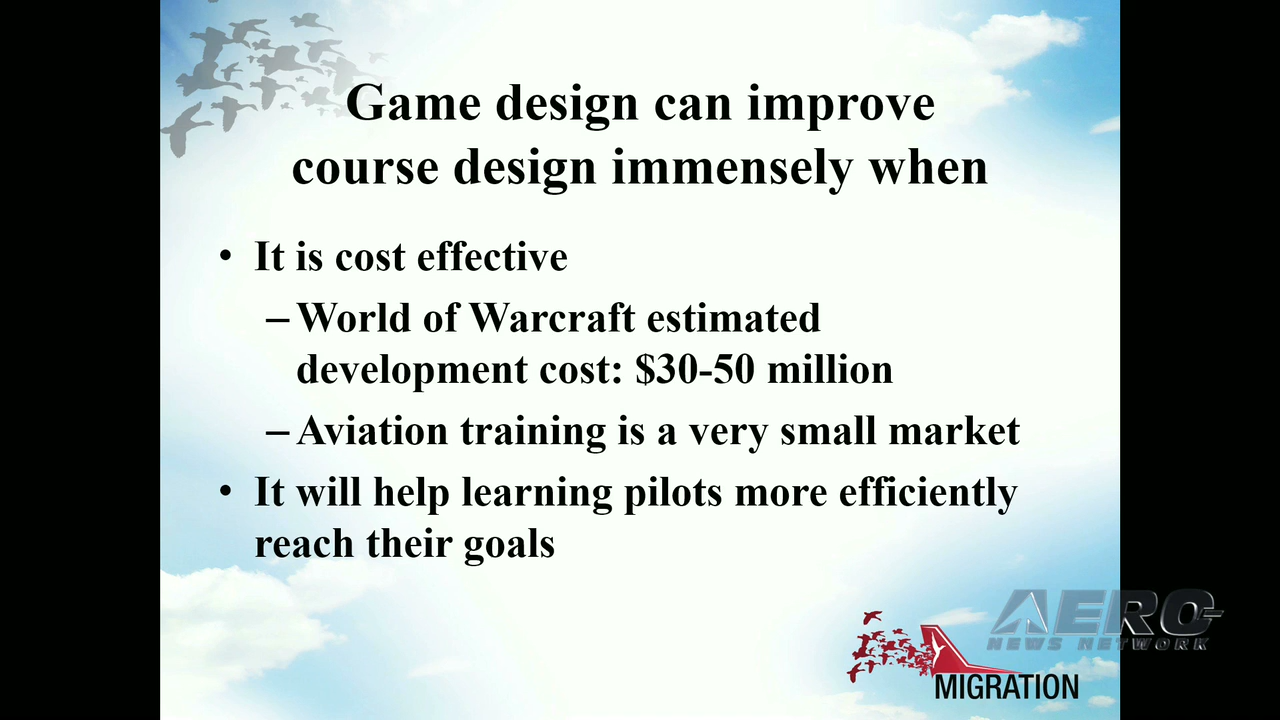 Game design can improve
course design immensely when
• It is cost effective
– World of Warcraft estimated
development cost: $30-50 million
– Aviation training is a very small market
• It will help learning pilots more efficiently
reach their goals
AERO
NEWS NETWORK
MIGRATION